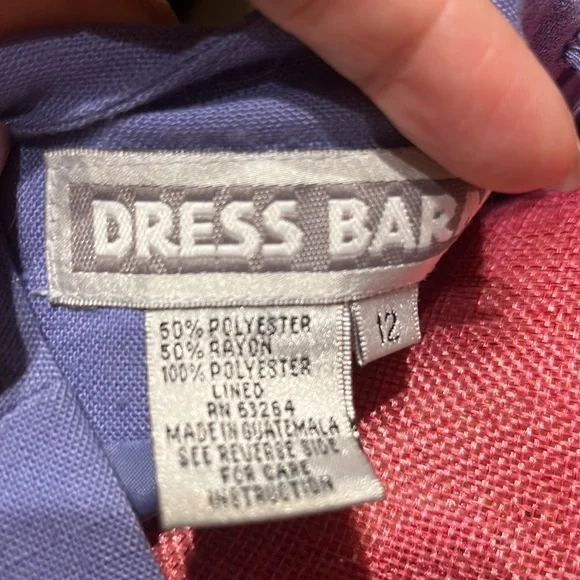 DRESS BAR
12
50% POLYESTER
50% RAYON
100% POLYESTER
LINED
RN 63264
MADE IN GUATEMALA
SEE REVERSE SIDE
FOR CARE
INSTRUCTION